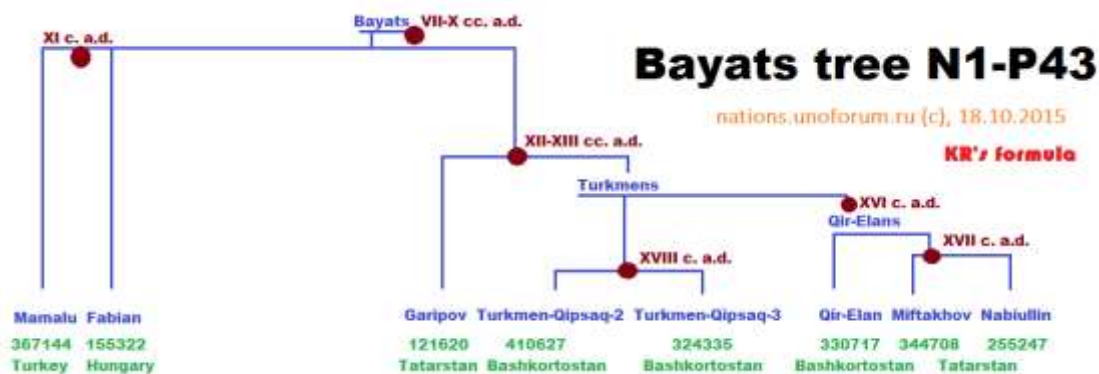 Bayats VII-X cc. a.d.
XI c. a.d.
Bayats tree N1-P43
nations.unoforum.ru (c), 18.10.2015
KR's formula
XII-XIII cc. a.d.
Turkmens
XVI c. a.d.
Qir-Elans
XVII c. a.d.
XVIII c. a.d.
Mamalu Fabian Garipov Turkmen-Qipsaq-2 Turkmen-Qipsaq-3 Qir-Elan Miftakhov Nabiullin
367144 155322 121620 410627 324335 330717 344708 255247
Turkey Hungary Tatarstan Bashkortostan Bashkortostan Bashkortostan Tatarstan